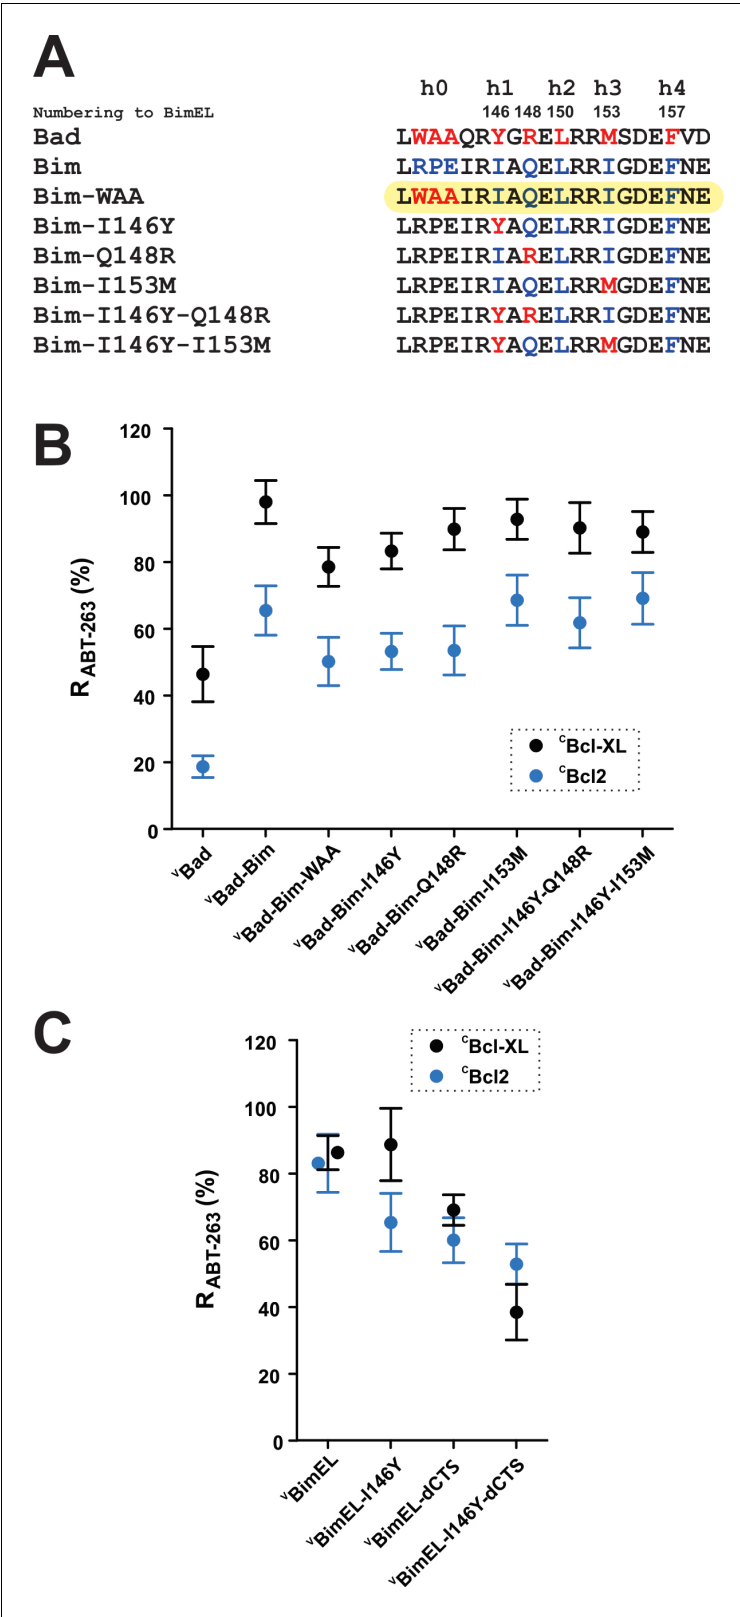 A
h0 h1 h2 h3 h4
Numbering to BimEL 146 148 150 153 157
Bad LWAAQRYGRELRRMSDEFVD
Bim LRPEIRIAQELRRIGDEFNE
Bim-WAA LWAAIRIAQELRRIGDEFNE
Bim-I146Y LRPEIRYAQELRRIGDEFNE
Bim-Q148R LRPEIRIARELRRIGDEFNE
Bim-I153M LRPEIRIAQELRRMGDEFNE
Bim-I146Y-Q148R LRPEIRYARELRRIGDEFNE
Bim-I146Y-I153M LRPEIRYAQELRRMGDEFNE
B
RABT-263 (%)
120
100
80
60
40
20
0
cBcl-XL
cBcl2
vBad
vBad-Bim
vBad-Bim-WAA
vBad-Bim-I146Y
vBad-Bim-Q148R
vBad-Bim-I153M
vBad-Bim-I146Y-Q148R
vBad-Bim-I146Y-I153M
C
cBcl-XL
cBcl2
RABT-263 (%)
120
100
80
60
40
20
0
vBimEL
vBimEL-I146Y
vBimEL-dCTS
vBimEL-I146Y-dCTS